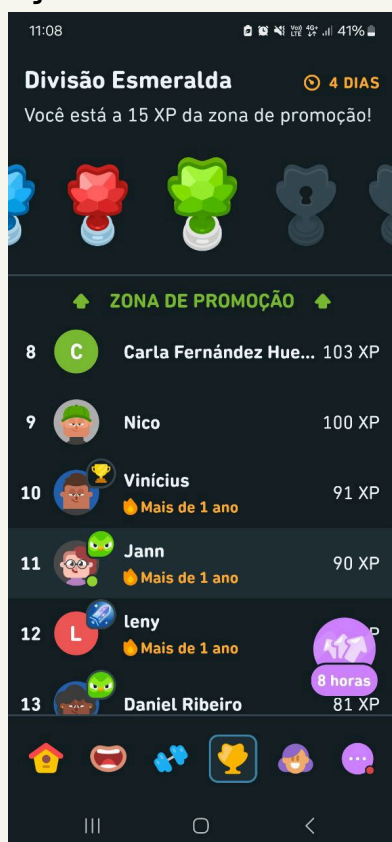 11:08
Vo)) LTE 4G+ 41%
Divisão Esmeralda
4 DIAS
Você está a 15 XP da zona de promoção!
ZONA DE PROMOÇÃO
8 C Carla Fernández Hue... 103 XP
9 Nico 100 XP
10 Vinícius 91 XP
Mais de 1 ano
11 Jann 90 XP
Mais de 1 ano
12 L leny P
Mais de 1 ano
8 horas
13 Daniel Ribeiro 81 XP